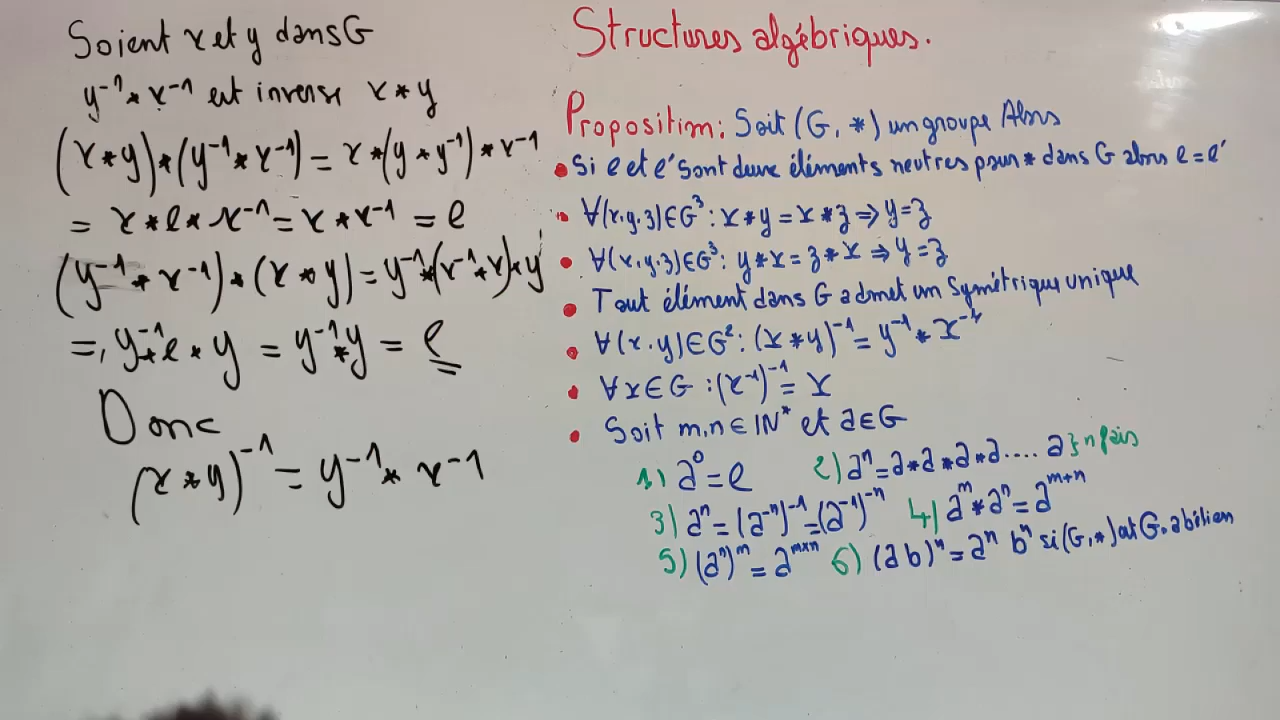 Soient x et y dans G
y⁻¹ * x⁻¹ est inverse x * y
(x * y) * (y⁻¹ * x⁻¹) = x * (y * y⁻¹) * x⁻¹
= x * e * x⁻¹ = x * x⁻¹ = e
(y⁻¹ * x⁻¹) * (x * y) = y⁻¹ * (x⁻¹ * x) * y
= y⁻¹ * e * y = y⁻¹ * y = e
Donc
(x * y)⁻¹ = y⁻¹ * x⁻¹
Structures algébriques.
Proposition: Soit (G, *) un groupe Alors
• Si e et e' sont deux éléments neutres pour * dans G alors e = e'
• ∀(x,y,z)∈G³: x * y = x * z ⇒ y = z
• ∀(x,y,z)∈G³: y * x = z * x ⇒ y = z
• Tout élément dans G admet un Symétrique unique
• ∀(x,y)∈G²: (x * y)⁻¹ = y⁻¹ * x⁻¹
• ∀x∈G : (x⁻¹)⁻¹ = x
• Soit m,n ∈ IN* et a∈G
1) a⁰ = e 2) aⁿ = a * a * a * a .... a } n fois
3) aⁿ = (a⁻ⁿ)⁻¹ = (a⁻¹)⁻ⁿ 4) aᵐ * aⁿ = aᵐ⁺ⁿ
5) (aⁿ)ᵐ = aᵐˣⁿ 6) (ab)ⁿ = aⁿ bⁿ si (G,*) est G.abélien